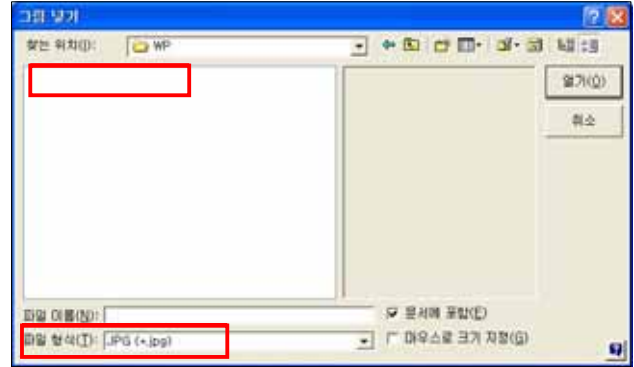 그림 넣기
찾는 위치(I): WP
열기(O)
취소
파일 이름(N):
문서에 포함(E)
파일 형식(T): JPG (*.jpg)
마우스로 크기 지정(G)